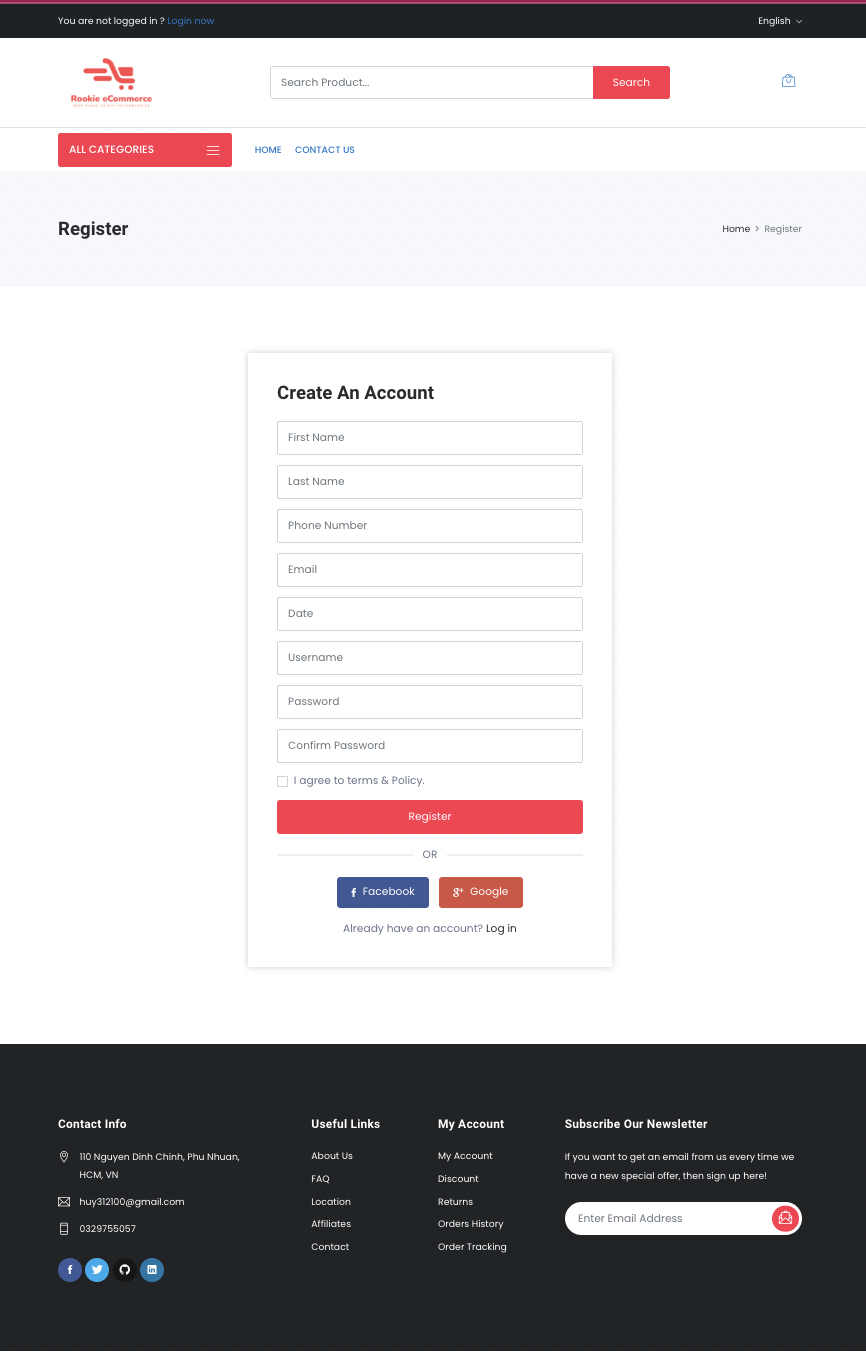 You are not logged in ? Login now
English
Rookie eCommerce
Search Product...
Search
ALL CATEGORIES
HOME
CONTACT US
Register
Home > Register
Create An Account
First Name
Last Name
Phone Number
Email
Date
Username
Password
Confirm Password
I agree to terms & Policy.
Register
OR
Facebook
Google
Already have an account? Log in
Contact Info
110 Nguyen Dinh Chinh, Phu Nhuan,
HCM, VN
huy312100@gmail.com
0329755057
Useful Links
About Us
FAQ
Location
Affiliates
Contact
My Account
My Account
Discount
Returns
Orders History
Order Tracking
Subscribe Our Newsletter
If you want to get an email from us every time we
have a new special offer, then sign up here!
Enter Email Address